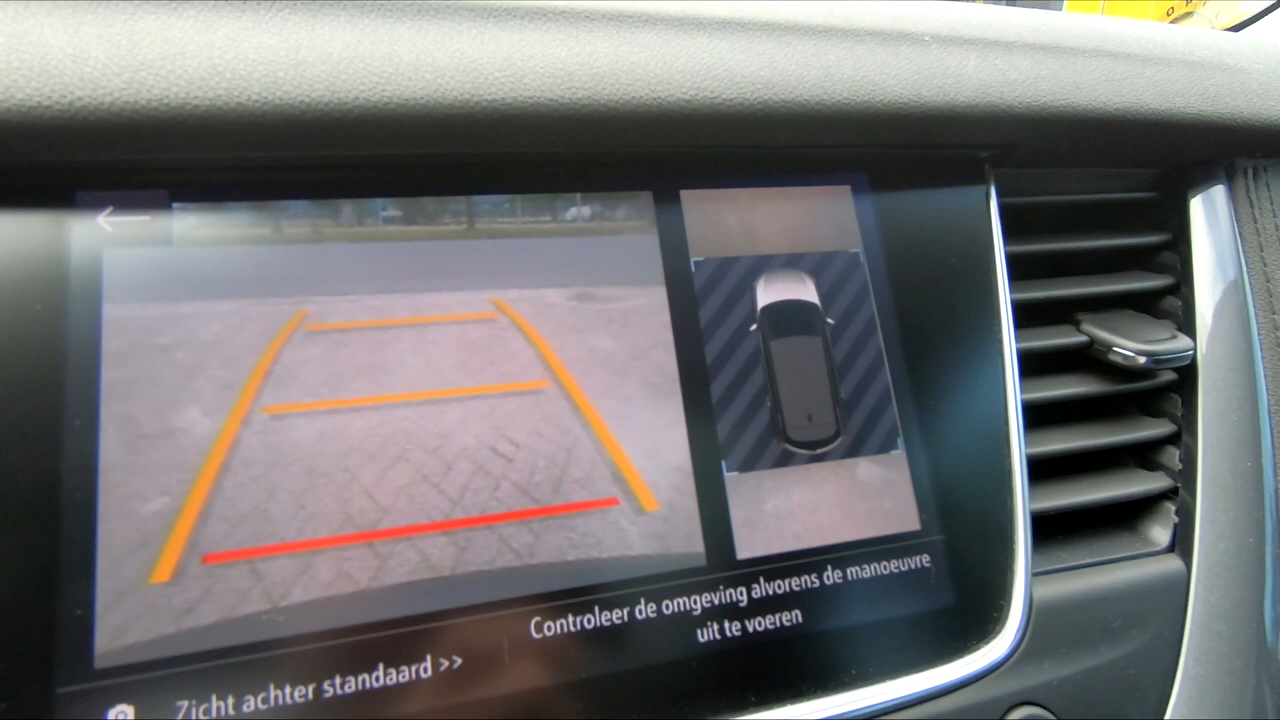 Controleer de omgeving alvorens de manoeuvre
uit te voeren
Zicht achter standaard >>